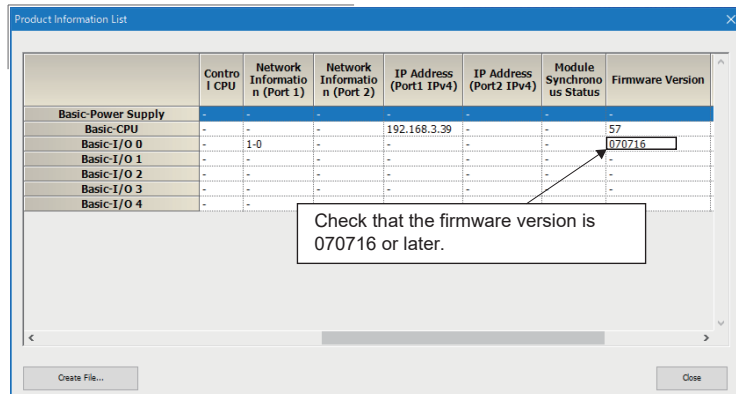 Product Information List
Contro
l CPU
Network
Informatio
n (Port 1)
Network
Informatio
n (Port 2)
IP Address
(Port1 IPv4)
IP Address
(Port2 IPv4)
Module
Synchrono
us Status
Firmware Version
Basic-Power Supply - - - - - - -
Basic-CPU - - - 192.168.3.39 - - 57
Basic-I/O 0 - 1-0 - - - - 070716
Basic-I/O 1 - - - - - - -
Basic-I/O 2 - - - - - - -
Basic-I/O 3 - - - - - - -
Basic-I/O 4 - -
Check that the firmware version is
070716 or later.
Create File...
Close